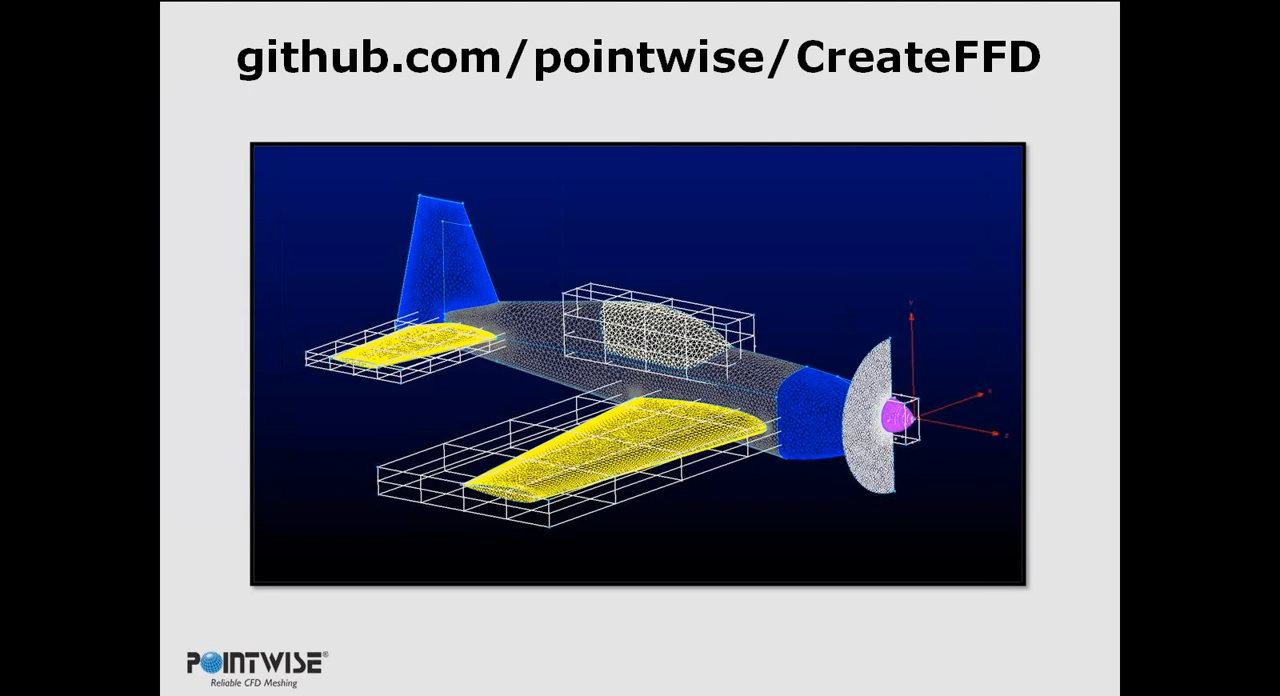 github.com/pointwise/CreateFFD
Y
X
Z
POINTWISE®
Reliable CFD Meshing